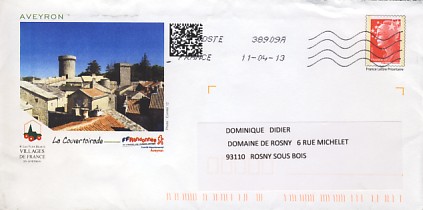 AVEYRON
POSTE 38909A
FRANCE 11-04-13
France Lettre Prioritaire
La Couvertoirade
VILLAGES
DE FRANCE
Aveyron
DOMINIQUE DIDIER
DOMAINE DE ROSNY 6 RUE MICHELET
93110 ROSNY SOUS BOIS